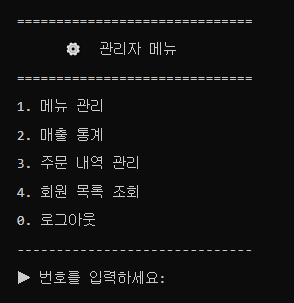 =============================
⚙ 관리자 메뉴
=============================
1. 메뉴 관리
2. 매출 통계
3. 주문 내역 관리
4. 회원 목록 조회
0. 로그아웃
-----------------------------
▶ 번호를 입력하세요: